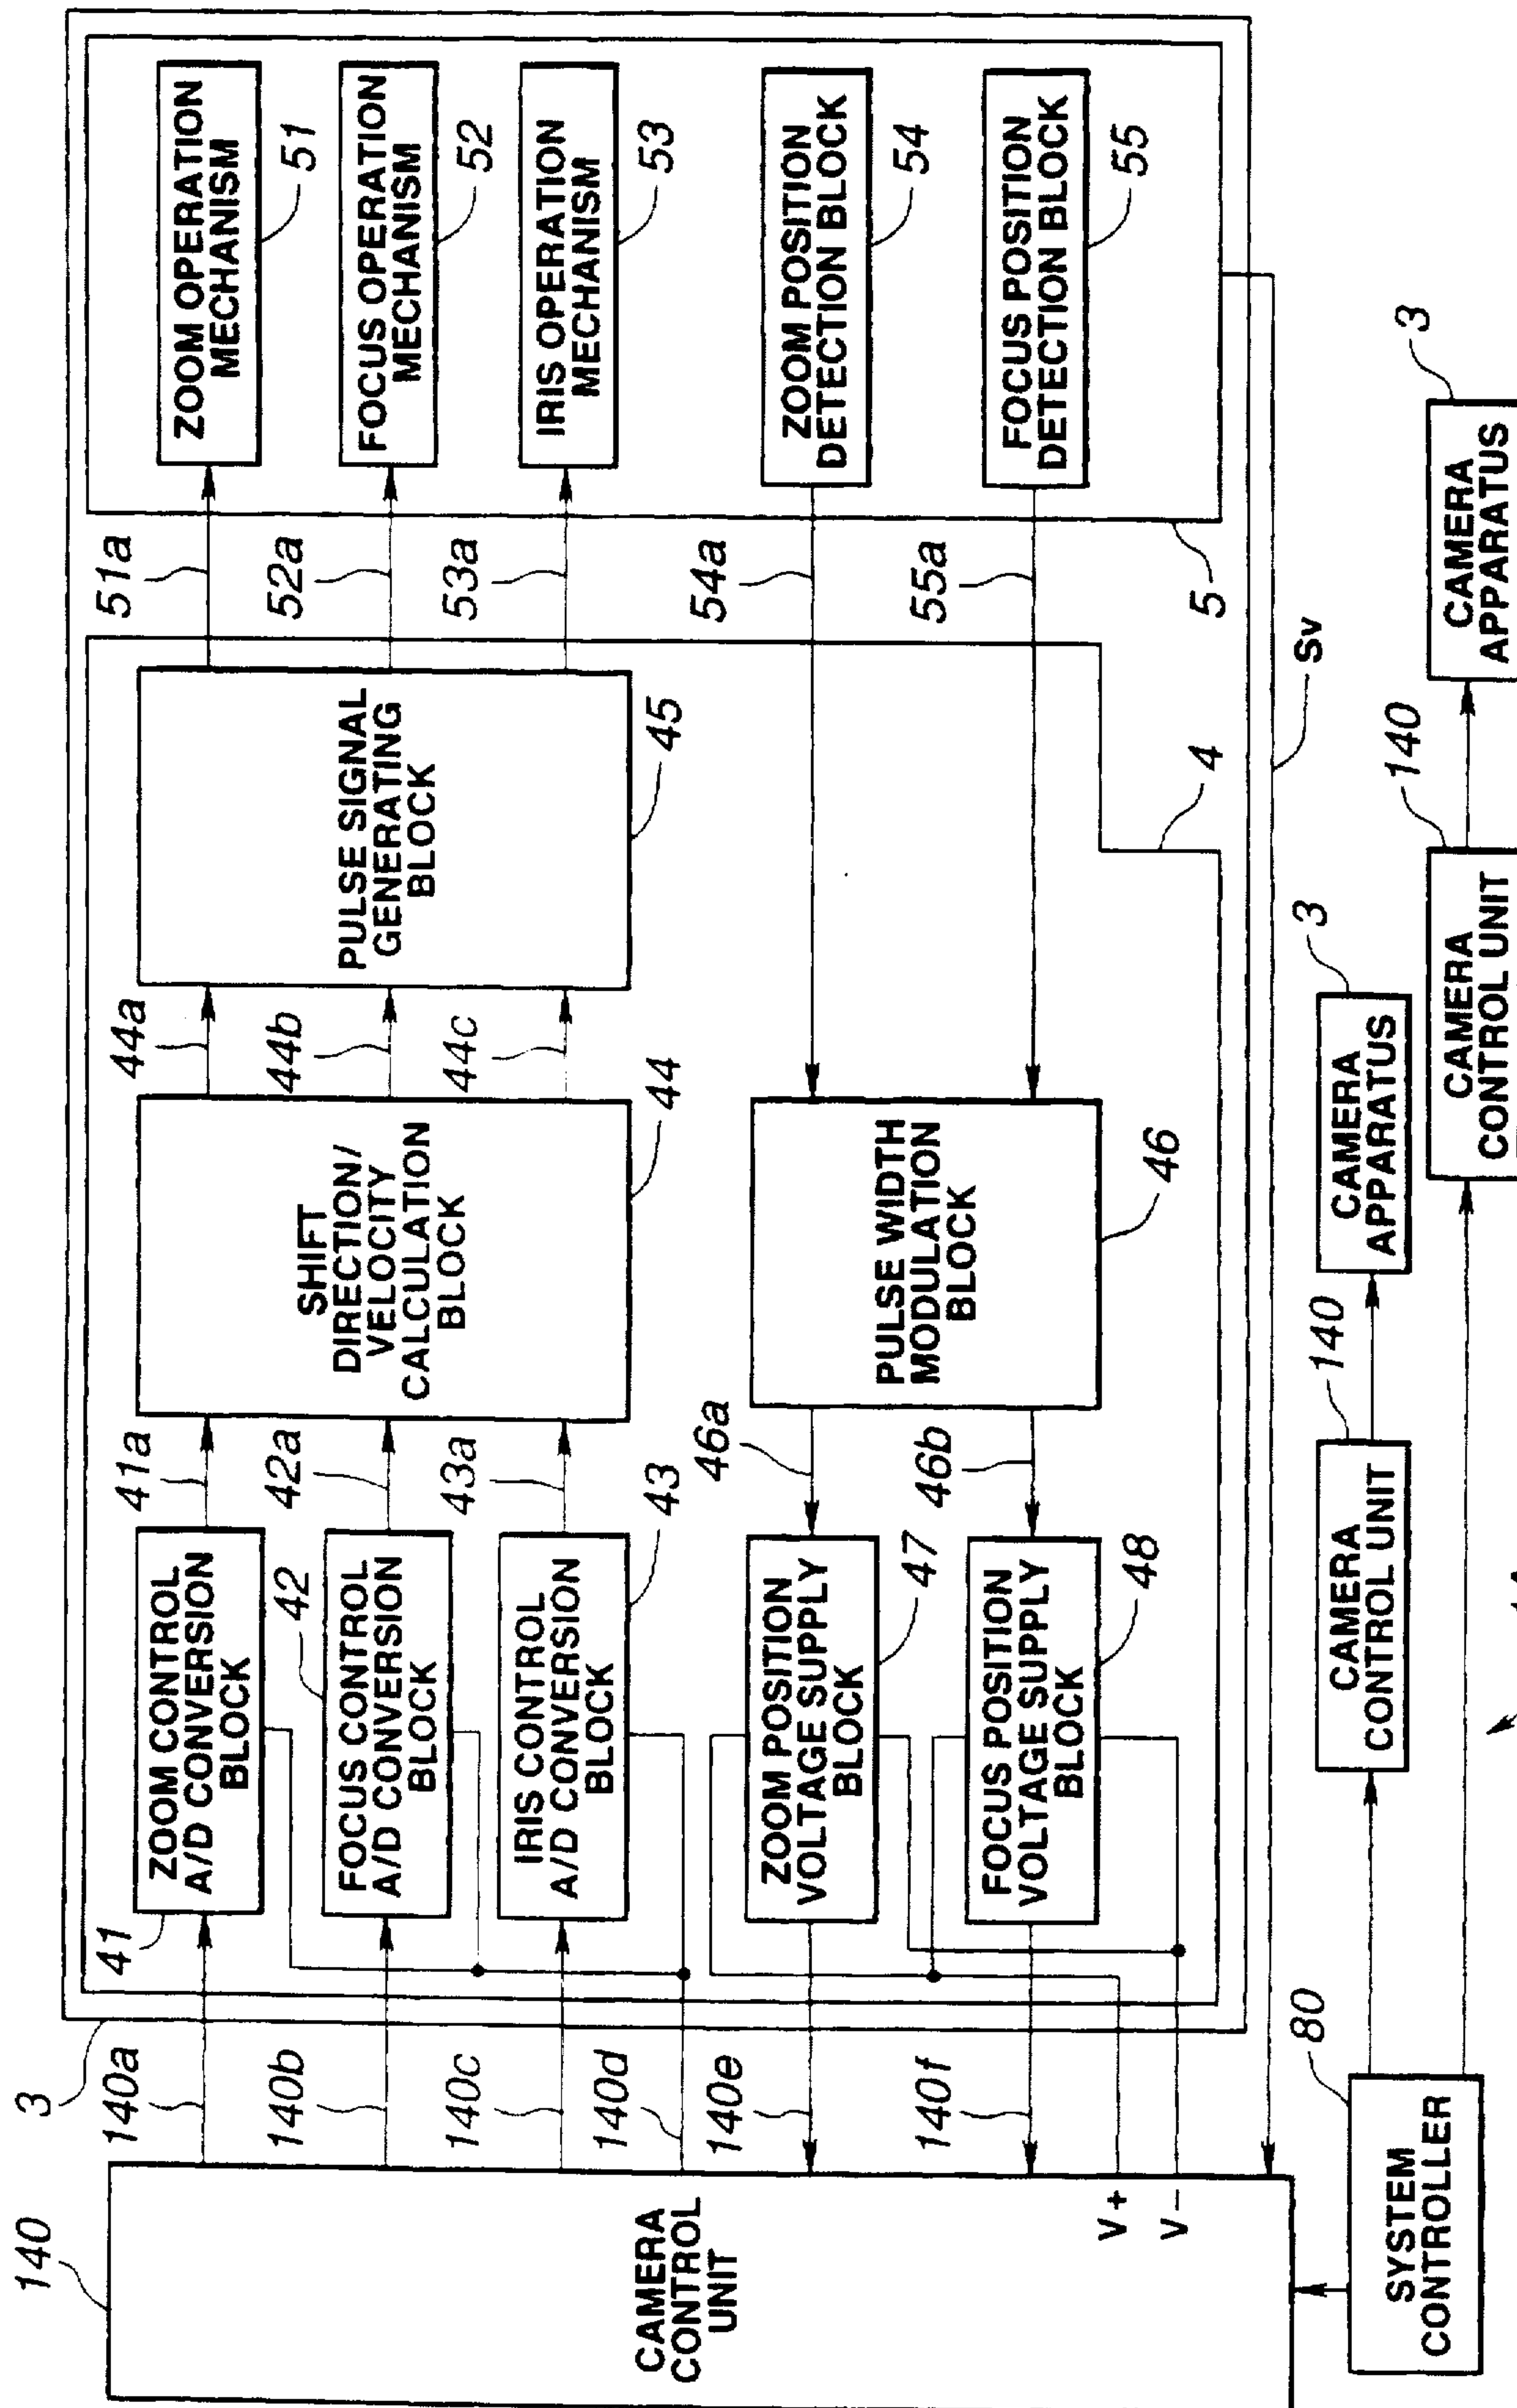 140
CAMERA
CONTROL
UNIT
V+
V-
3
140a
140b
140c
140d
140e
140f
41
ZOOM CONTROL
A/D CONVERSION
BLOCK
42
FOCUS CONTROL
A/D CONVERSION
BLOCK
IRIS CONTROL
A/D CONVERSION
BLOCK
43
ZOOM POSITION
VOLTAGE SUPPLY
BLOCK
47
FOCUS POSITION
VOLTAGE SUPPLY
BLOCK
48
41a
42a
43a
46a
46b
SHIFT
DIRECTION/
VELOCITY
CALCULATION
BLOCK
44
PULSE WIDTH
MODULATION
BLOCK
46
44a
44b
44c
PULSE SIGNAL
GENERATING
BLOCK
45
4
51a
52a
53a
54a
55a
5
ZOOM OPERATION
MECHANISM
51
FOCUS OPERATION
MECHANISM
52
IRIS OPERATION
MECHANISM
53
ZOOM POSITION
DETECTION BLOCK
54
FOCUS POSITION
DETECTION BLOCK
55
Sv
80
SYSTEM
CONTROLLER
CAMERA
CONTROL UNIT
140
CAMERA
APPARATUS
3
CAMERA
CONTROL UNIT
140
CAMERA
APPARATUS
3